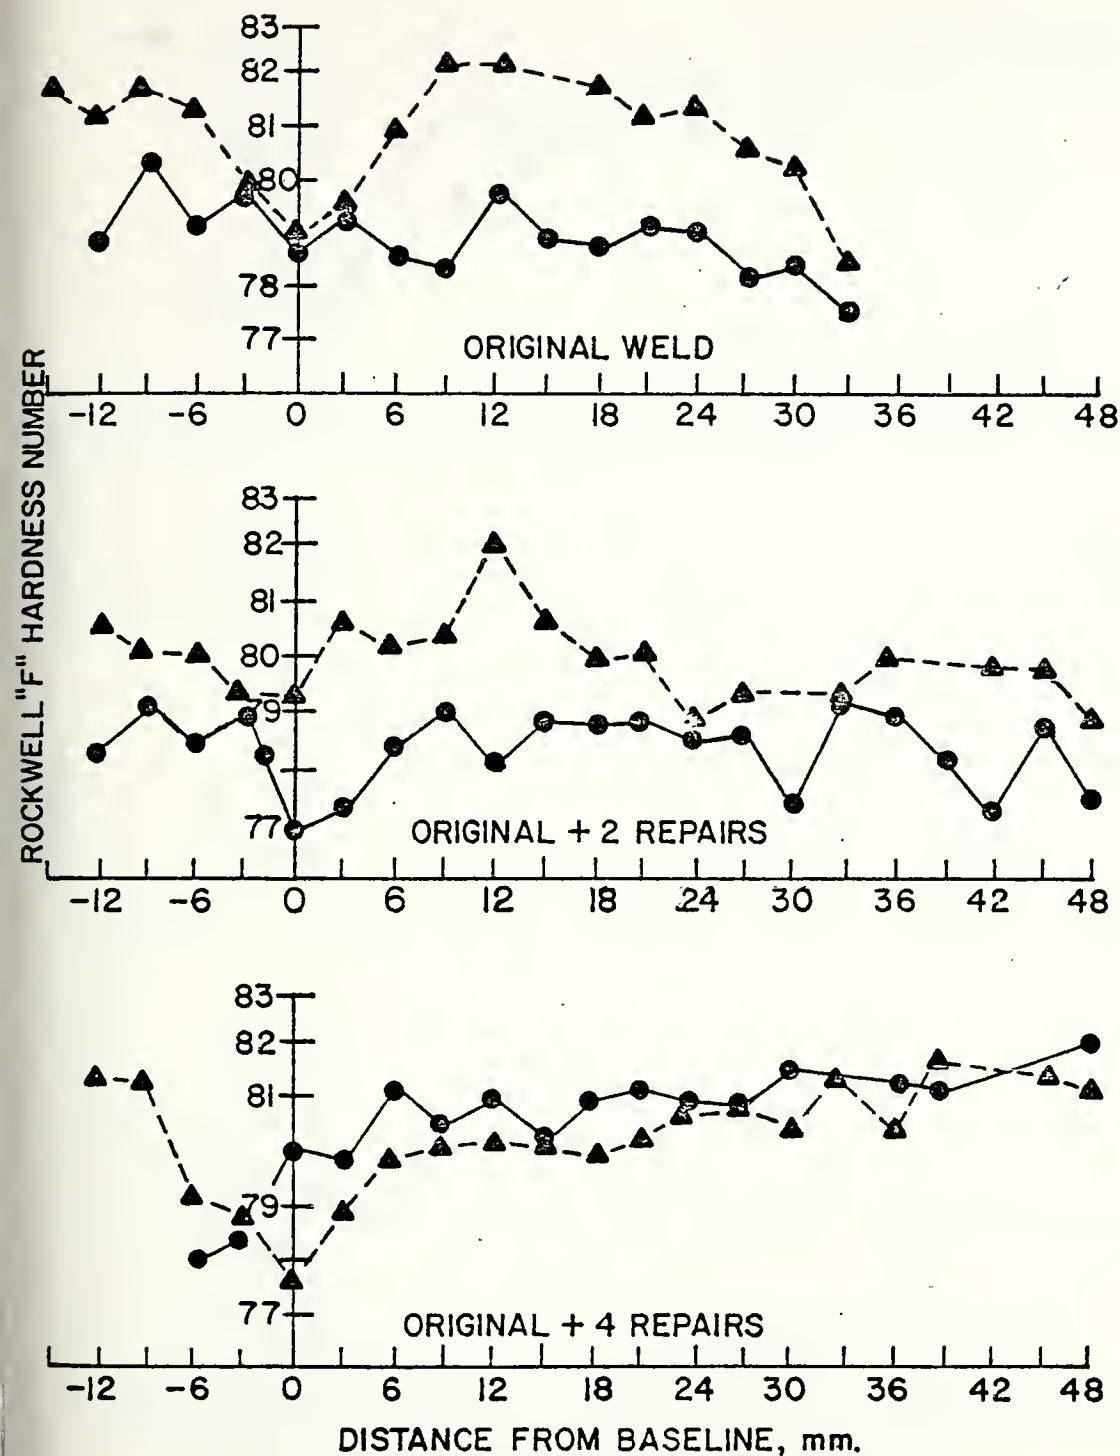 ROCKWELL "F" HARDNESS NUMBER
83
82
81
80
78
77
ORIGINAL WELD
-12 -6 0 6 12 18 24 30 36 42 48
83
82
81
80
79
77
ORIGINAL + 2 REPAIRS
-12 -6 0 6 12 18 24 30 36 42 48
83
82
81
79
77
ORIGINAL + 4 REPAIRS
-12 -6 0 6 12 18 24 30 36 42 48
DISTANCE FROM BASELINE, mm.